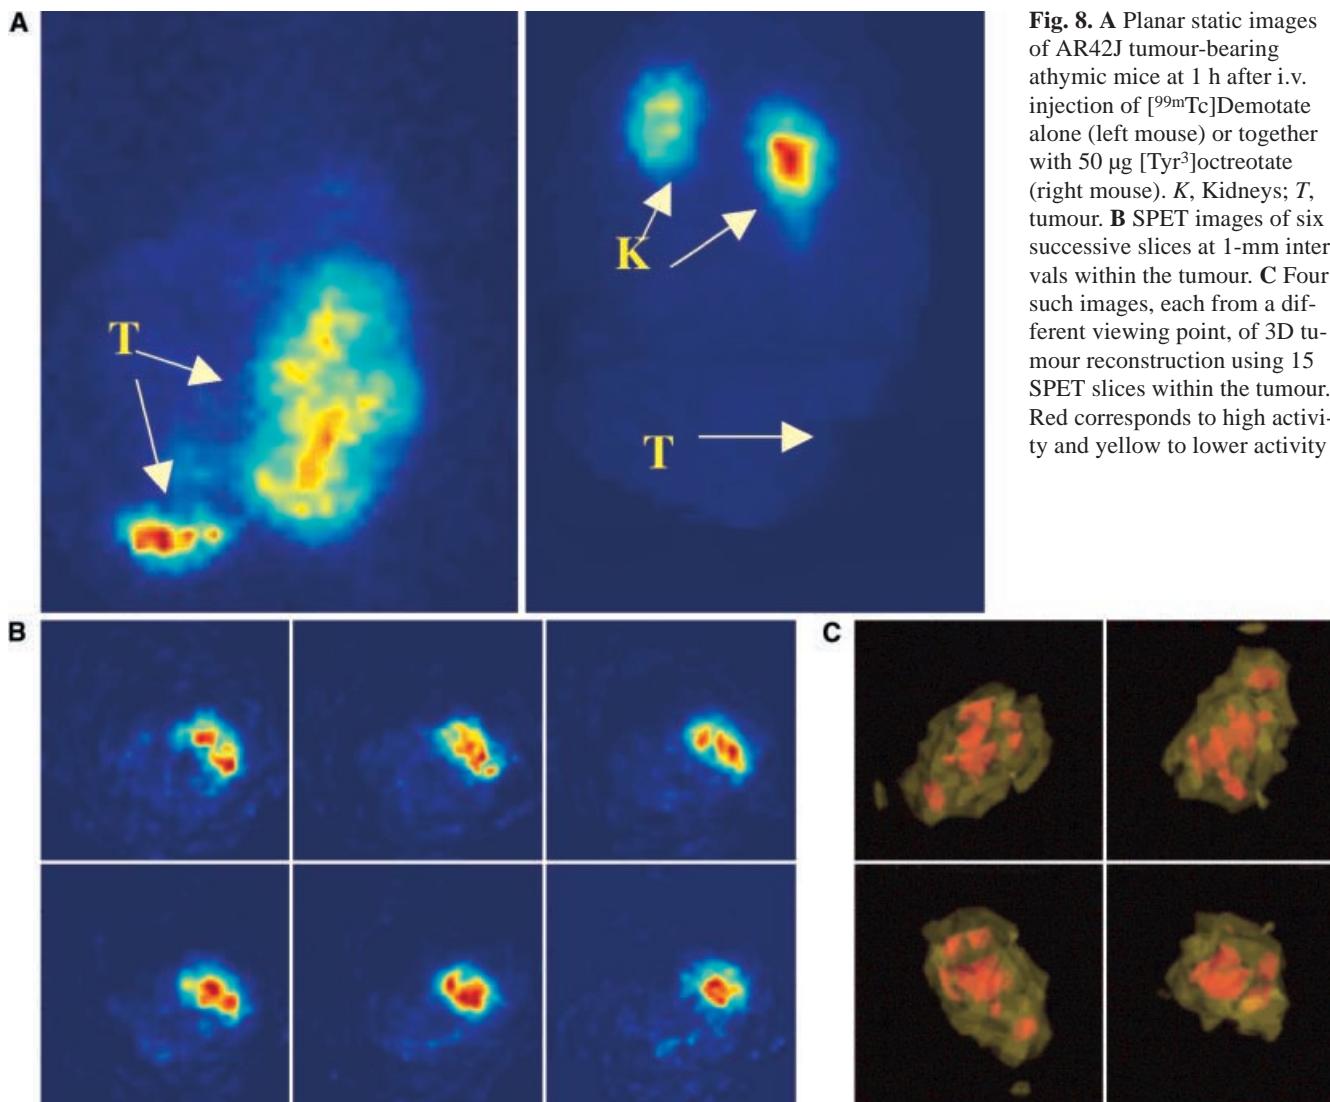 A
T
K
T
B
C
Fig. 8. A Planar static images
of AR42J tumour-bearing
athymic mice at 1 h after i.v.
injection of [99mTc]Demotate
alone (left mouse) or together
with 50 µg [Tyr3]octreotate
(right mouse). K, Kidneys; T,
tumour. B SPET images of six
successive slices at 1-mm inter
vals within the tumour. C Four
such images, each from a dif-
ferent viewing point, of 3D tu-
mour reconstruction using 15
SPET slices within the tumour.
Red corresponds to high activi-
ty and yellow to lower activity